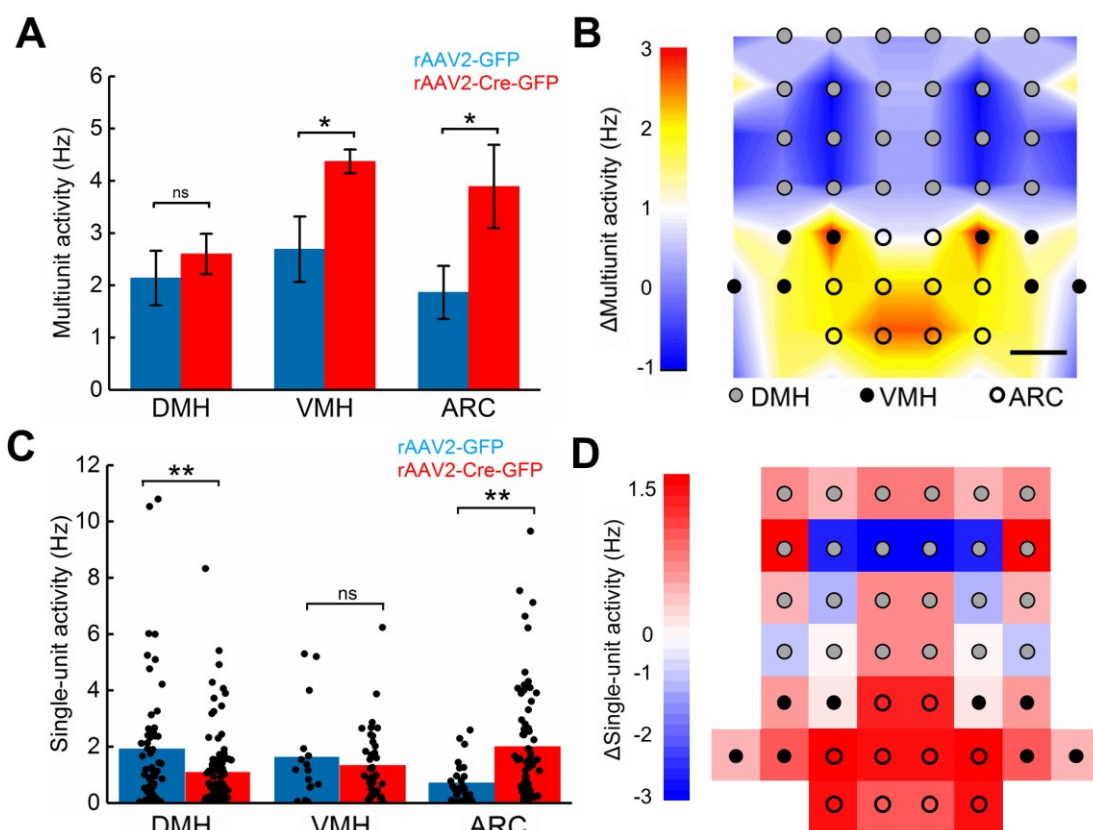 A
rAAV2-GFP
rAAV2-Cre-GFP
Multiunit activity (Hz)
6
5
4
3
2
1
0
ns
*
*
DMH VMH ARC
B
ΔMultiunit activity (Hz)
3
2
1
0
-1
DMH VMH ARC
C
rAAV2-GFP
rAAV2-Cre-GFP
Single-unit activity (Hz)
12
10
8
6
4
2
0
**
ns
**
DMH VMH ARC
D
ΔSingle-unit activity (Hz)
1.5
1
0
-1
-2
-3